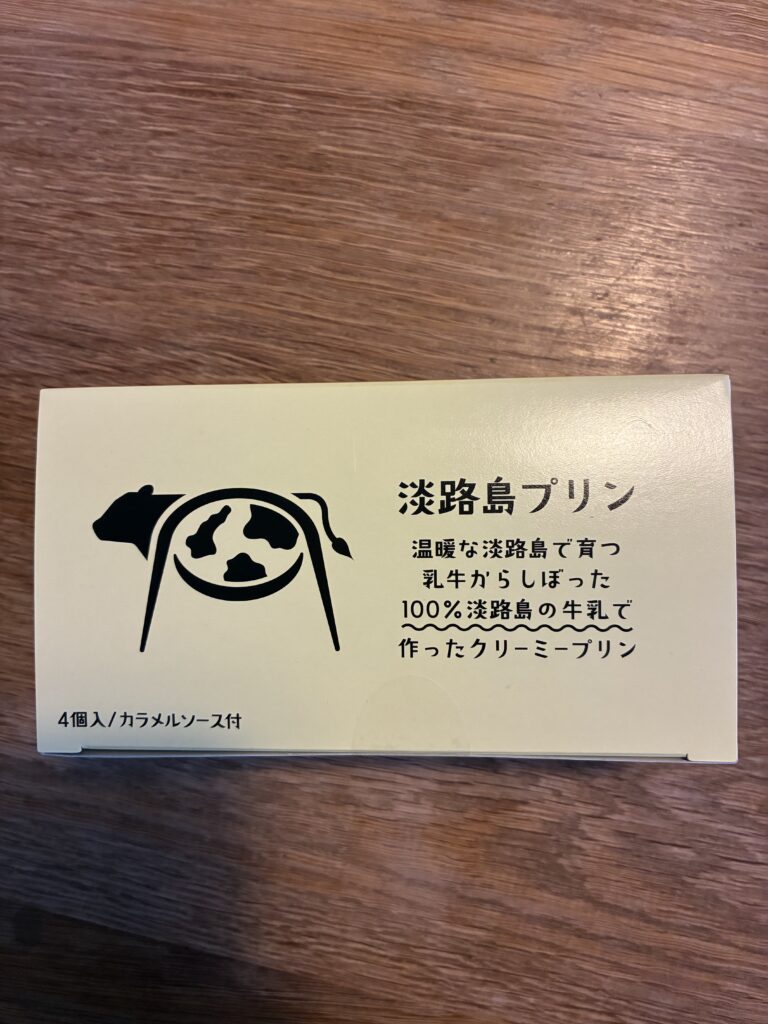 淡路島プリン
温暖な淡路島で育つ
乳牛からしぼった
100%淡路島の牛乳で
作ったクリーミープリン
4個入/カラメルソース付